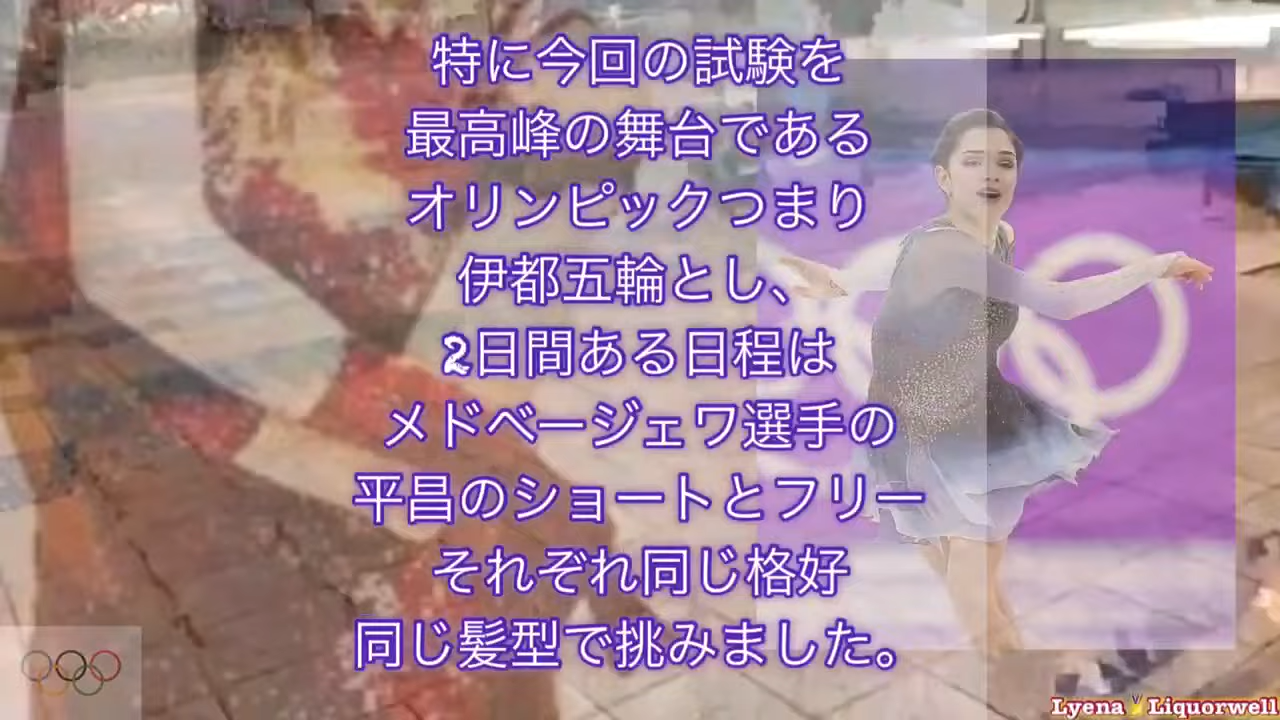 特に今回の試験を
最高峰の舞台である
オリンピックつまり
伊都五輪とし、
2日間ある日程は
メドベージェワ選手の
平昌のショートとフリー
それぞれ同じ格好
同じ髪型で挑みました。
Lyena Liquorwell